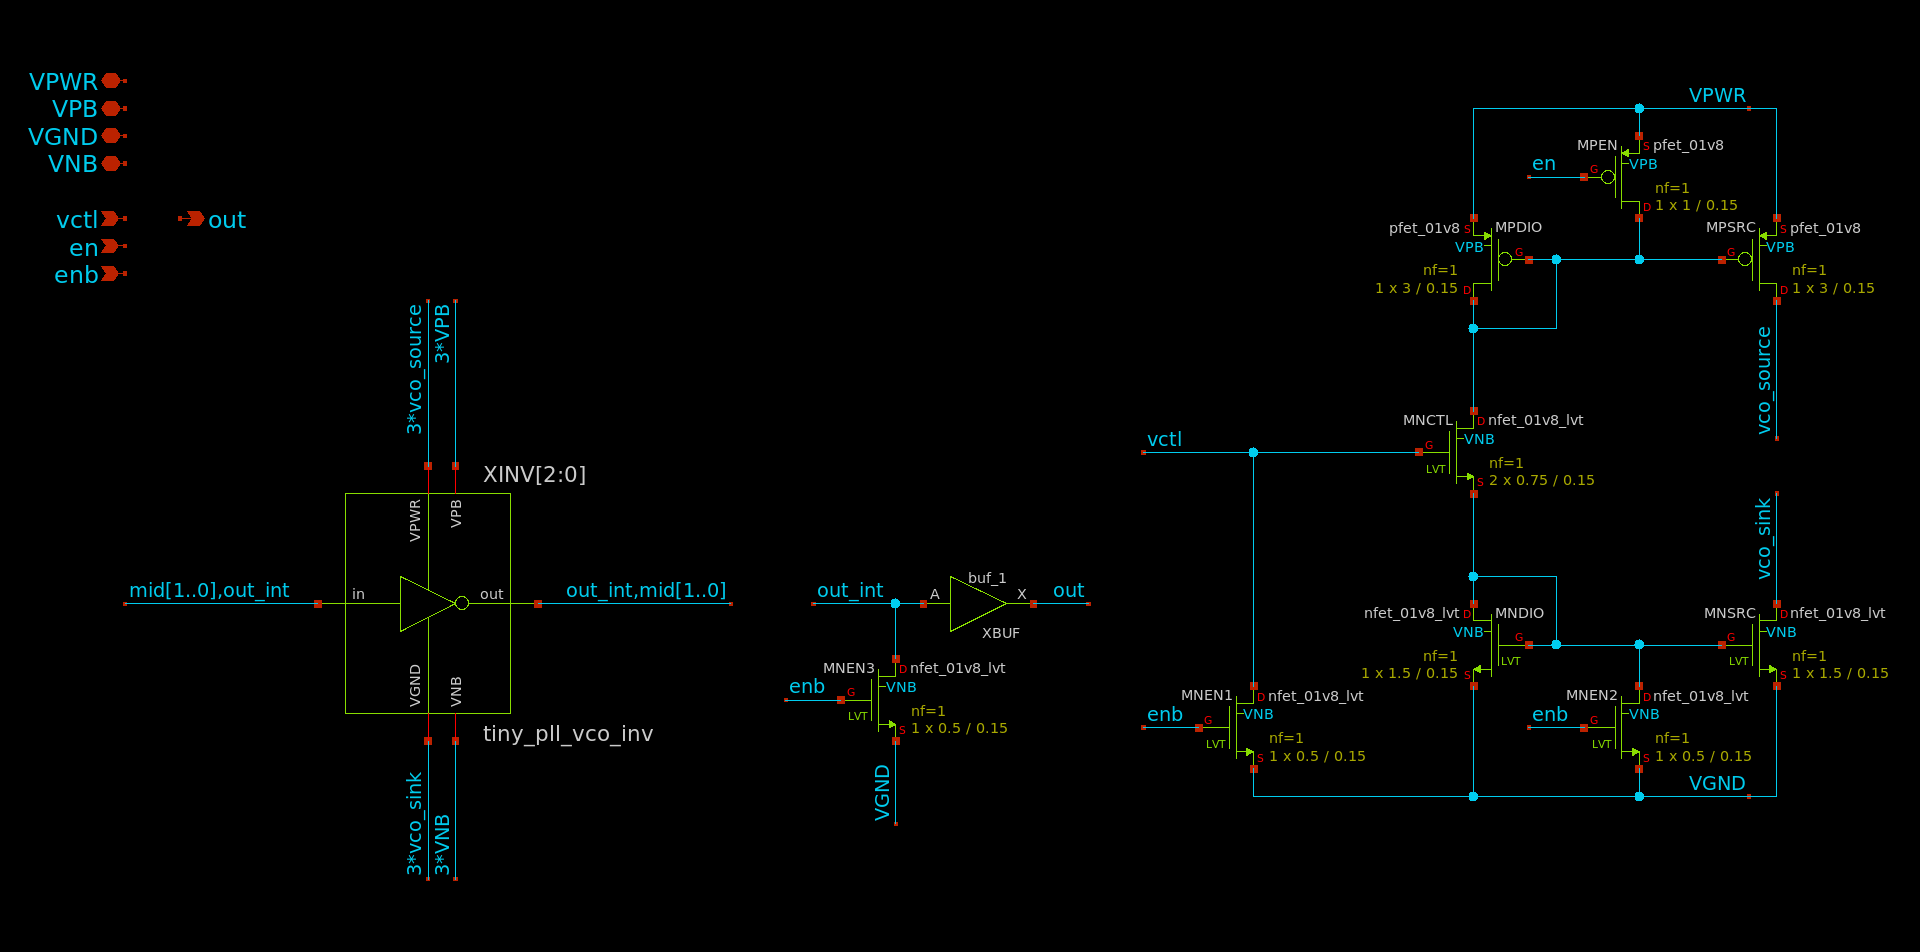 VPWR
VPB
VGND
VNB
vctl
out
en
enb
3*vco_source
3*VPB
XINV[2:0]
VPWR
VPB
mid[1..0],out_int
in
out
out_int,mid[1..0]
VGND
VNB
tiny_pll_vco_inv
3*vco_sink
3*VNB
out_int
A
buf_1
X
out
XBUF
MNEN3
D
nfet_01v8_lvt
enb
G
VNB
LVT
nf=1
S
1 x 0.5 / 0.15
VGND
VPWR
MPEN
S
pfet_01v8
en
G
VPB
nf=1
D
1 x 1 / 0.15
pfet_01v8
S
MPDIO
VPB
G
nf=1
1 x 3 / 0.15
D
MPSRC
S
pfet_01v8
G
VPB
nf=1
D
1 x 3 / 0.15
vco_source
vctl
MNCTL
D
nfet_01v8_lvt
G
VNB
LVT
nf=1
S
2 x 0.75 / 0.15
vco_sink
nfet_01v8_lvt
D
MNDIO
VNB
G
nf=1
LVT
1 x 1.5 / 0.15
S
MNSRC
D
nfet_01v8_lvt
G
VNB
LVT
nf=1
S
1 x 1.5 / 0.15
MNEN1
D
nfet_01v8_lvt
enb
G
VNB
LVT
nf=1
S
1 x 0.5 / 0.15
MNEN2
D
nfet_01v8_lvt
enb
G
VNB
LVT
nf=1
S
1 x 0.5 / 0.15
VGND